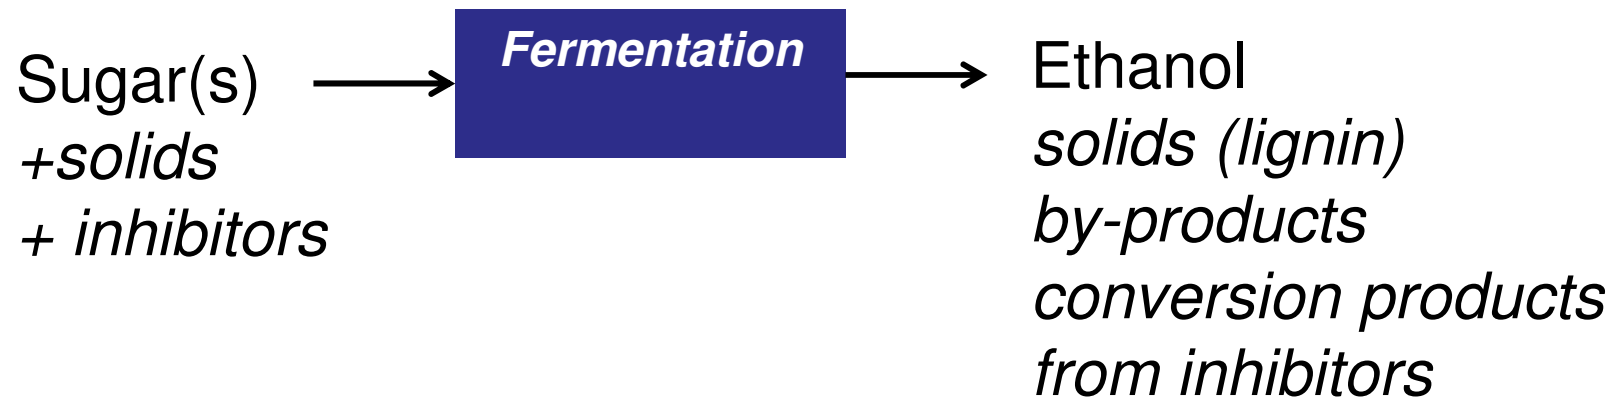 Sugar(s)
+solids
+ inhibitors
Fermentation
Ethanol
solids (lignin)
by-products
conversion products
from inhibitors